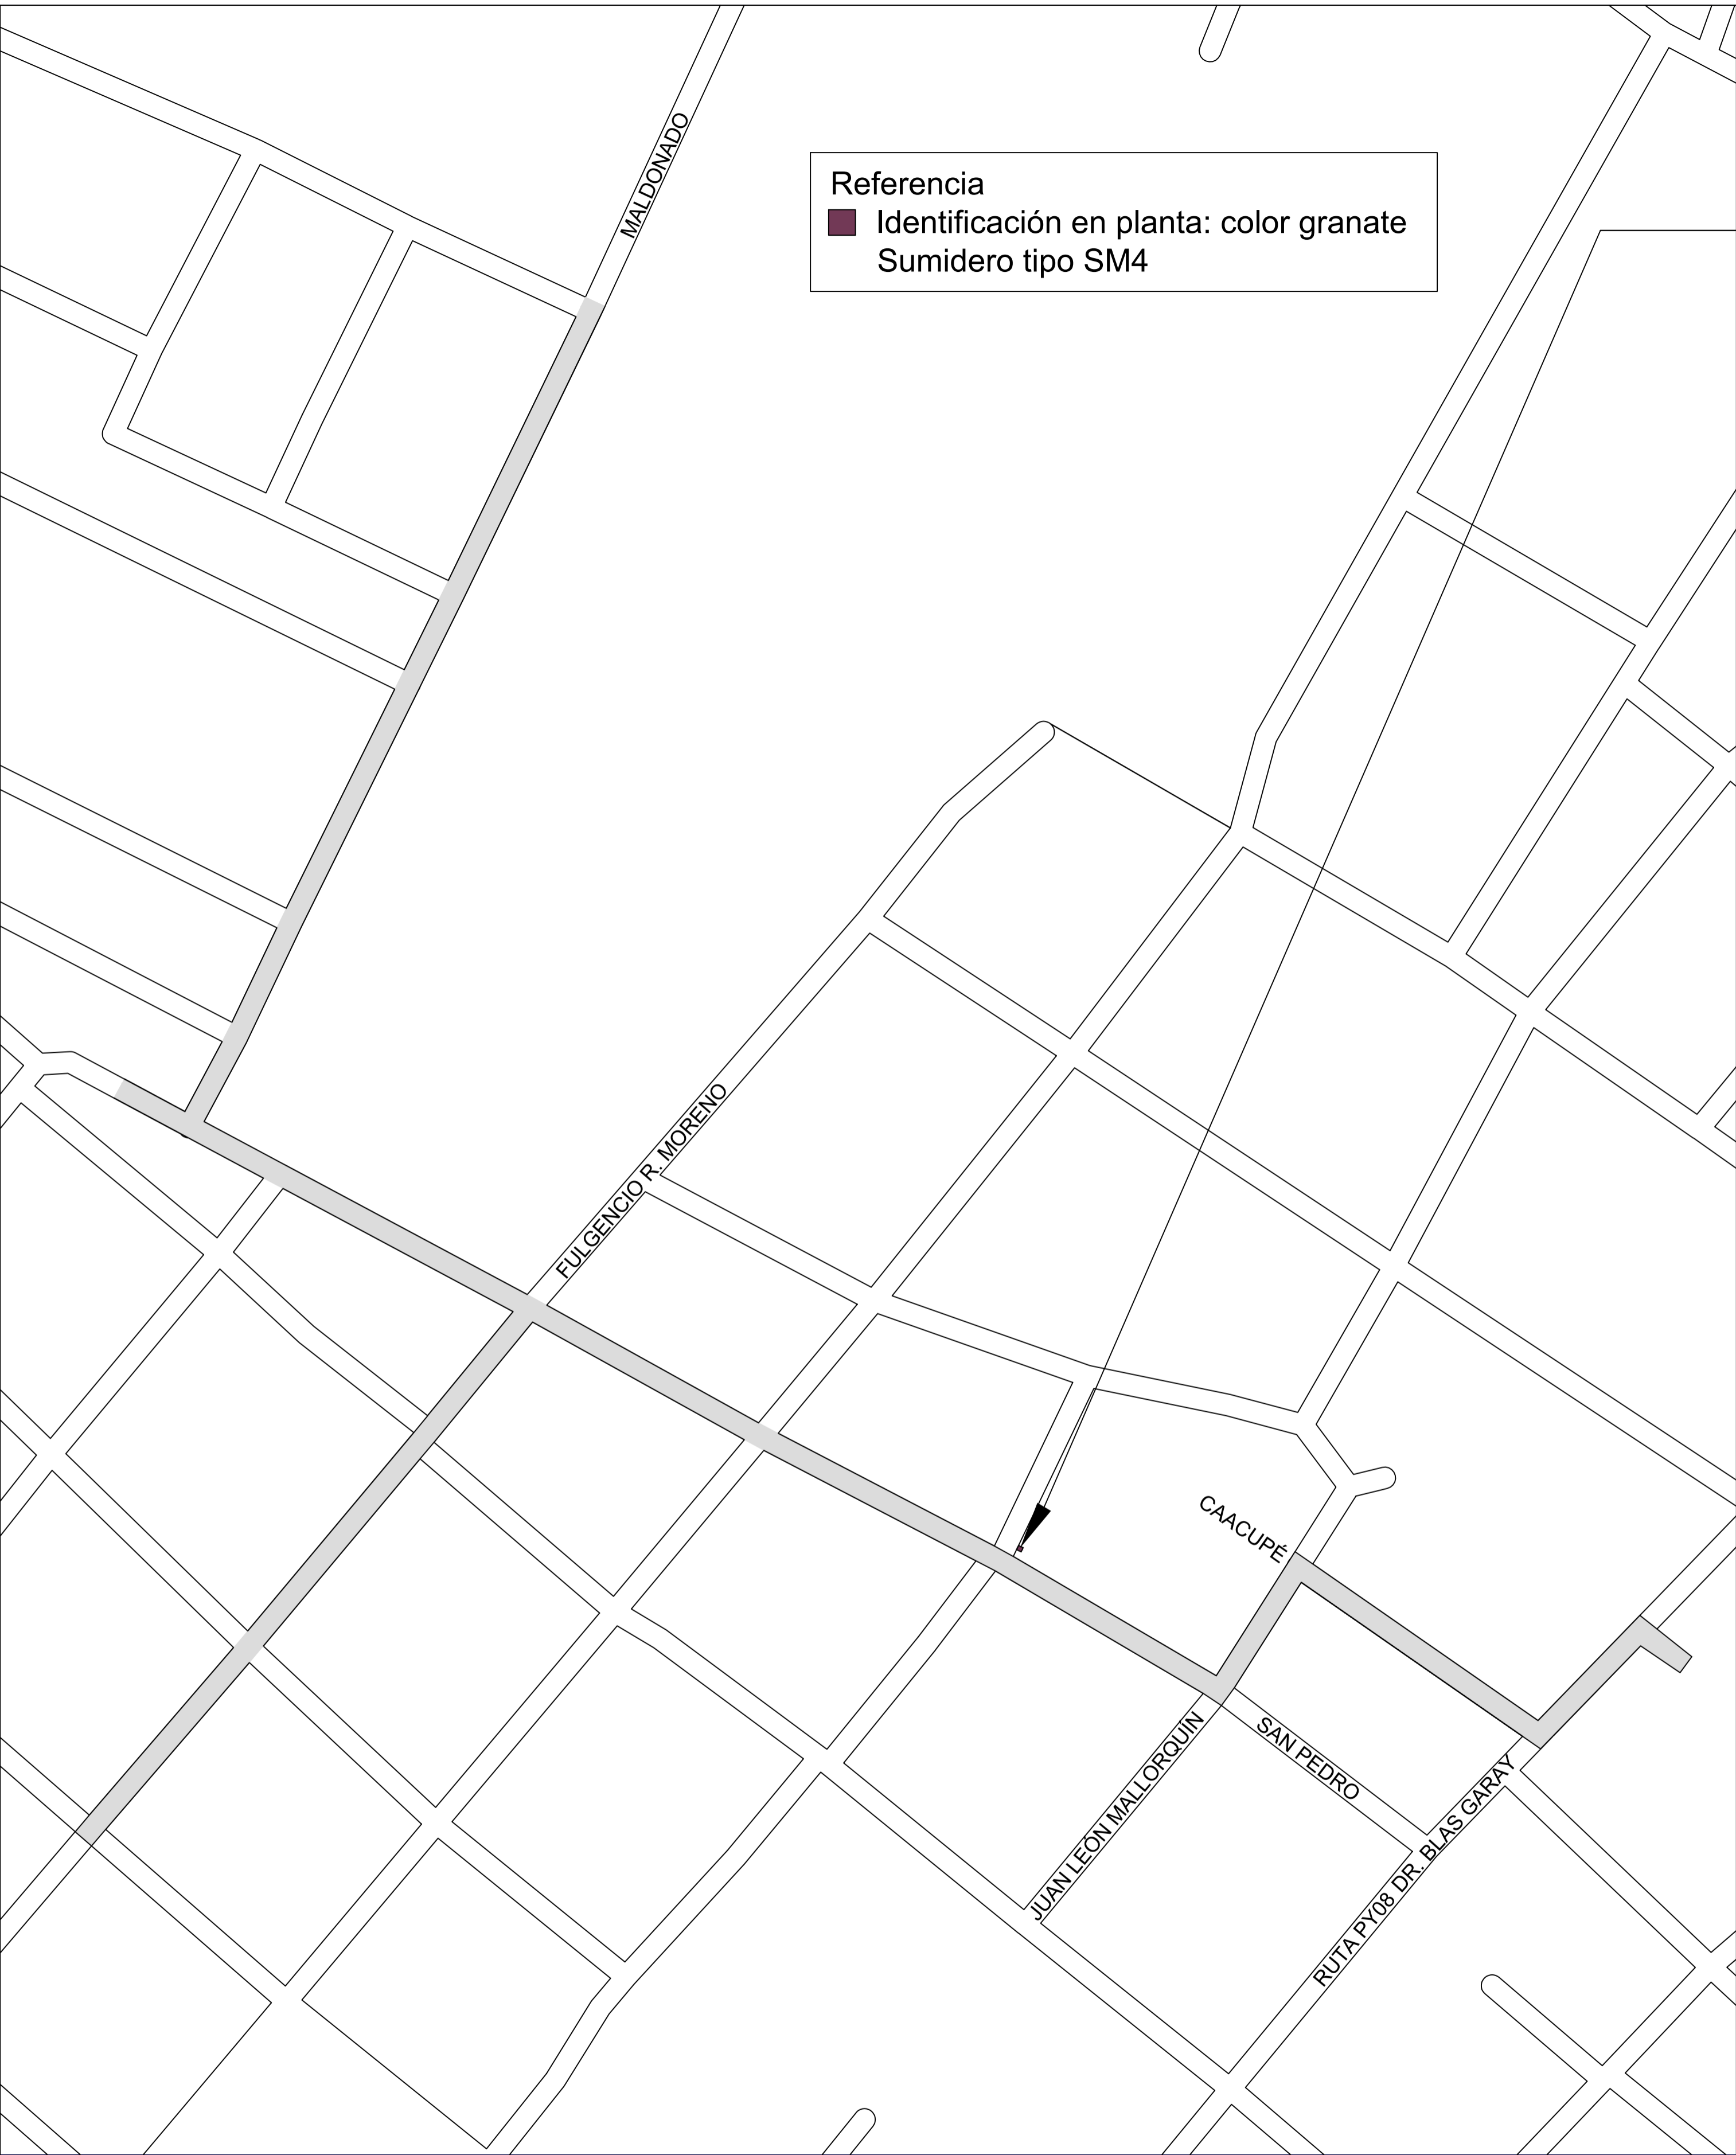 MALDONADO
Referencia
Identificación en planta: color granate
Sumidero tipo SM4
FULGENCIO R. MORENO
CAACUPÉ
JUAN LEÓN MALLORQUÍN
SAN PEDRO
RUTA PY08 DR. BLAS GARAY